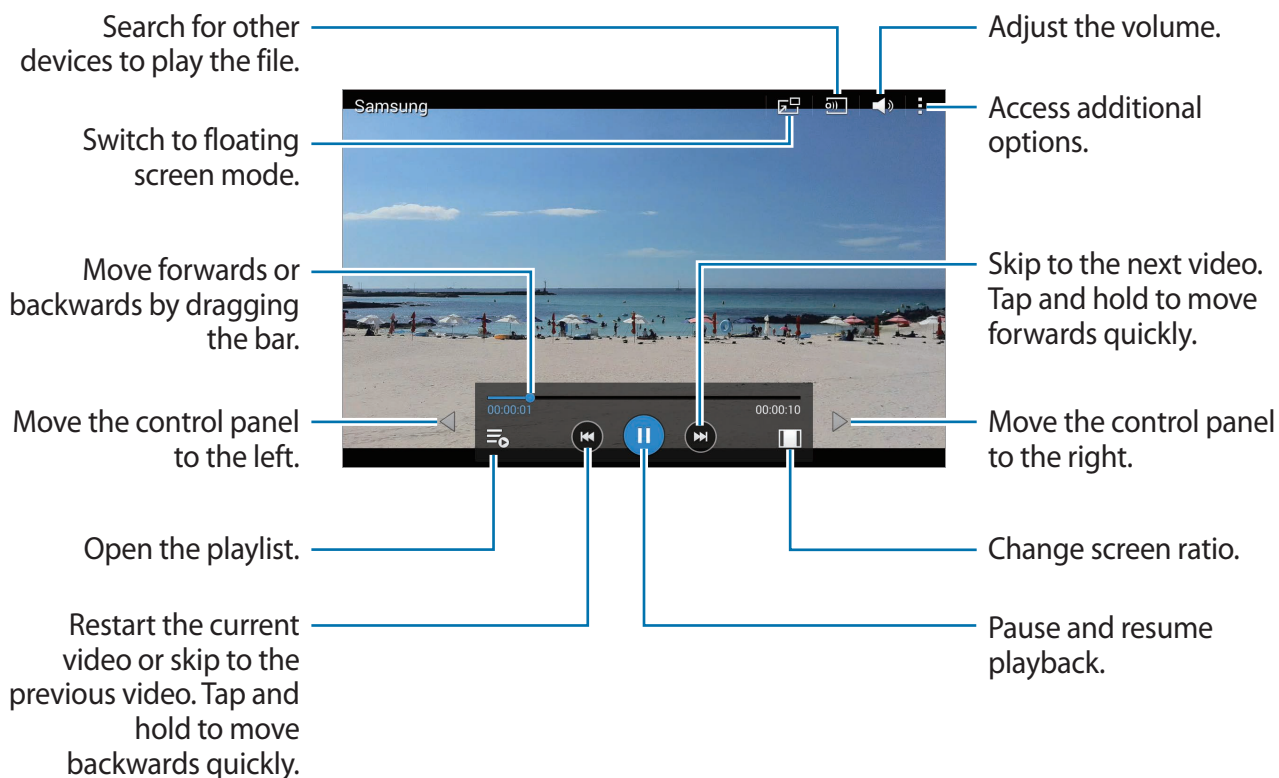 Search for other
devices to play the file.
Switch to floating
screen mode.
Move forwards or
backwards by dragging
the bar.
Move the control panel
to the left.
Open the playlist.
Restart the current
video or skip to the
previous video. Tap and
hold to move
backwards quickly.
Samsung
00:00:01
00:00:10
Adjust the volume.
Access additional
options.
Skip to the next video.
Tap and hold to move
forwards quickly.
Move the control panel
to the right.
Change screen ratio.
Pause and resume
playback.